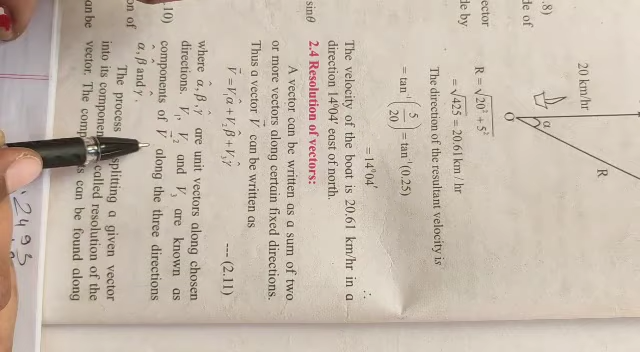 .8)
de of
ector
de by
sinθ
10)
on of
an be
20 km/hr
O
α
R
R = √20² + 5²
= √425 = 20.61 km / hr
The direction of the resultant velocity is
= tan⁻¹(5/20) = tan⁻¹(0.25)
= 14°04′
∴
The velocity of the boat is 20.61 km/hr in a
direction 14°04′ east of north.
2.4 Resolution of vectors:
A vector can be written as a sum of two
or more vectors along certain fixed directions.
Thus a vector V⃗ can be written as
V⃗ = V₁α̂ + V₂β̂ + V₃γ̂ --- (2.11)
where α̂, β̂, γ̂ are unit vectors along chosen
directions. V₁, V₂ and V₃ are known as
components of V⃗ along the three directions
α̂, β̂ and γ̂.
The process splitting a given vector
into its called resolution of the
vector. The can be found along
2493